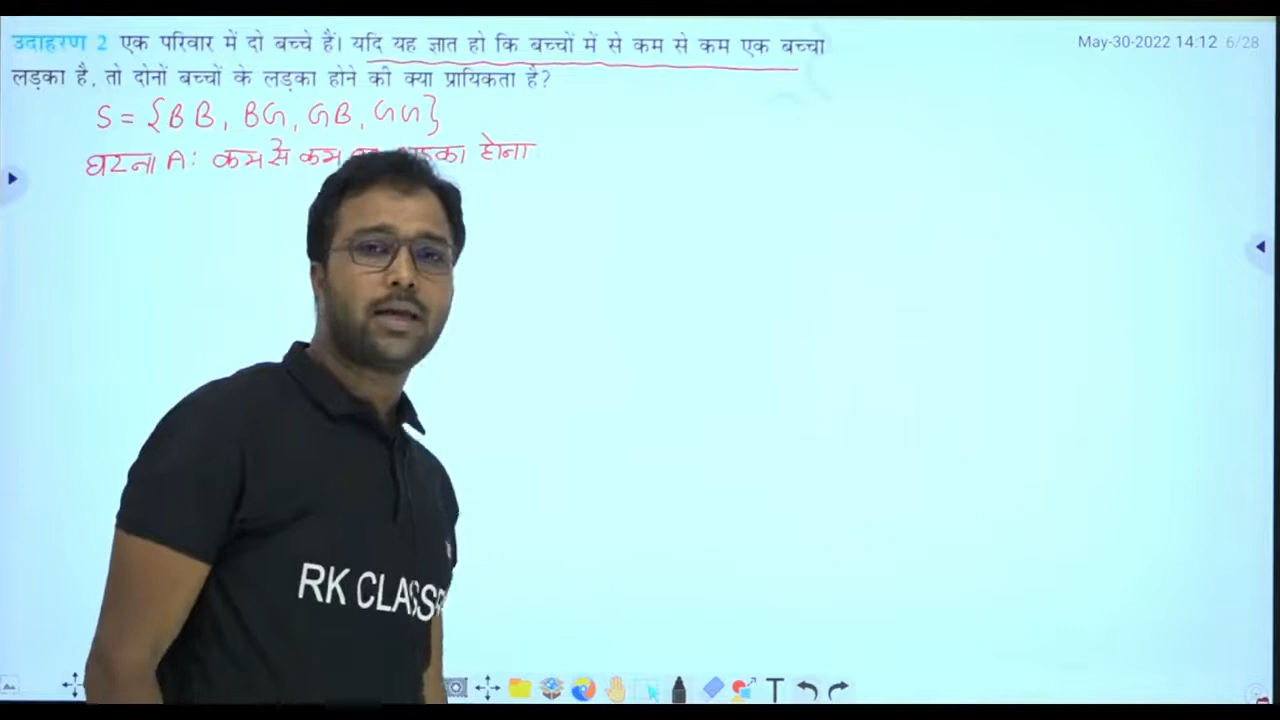 उदाहरण 2 एक परिवार में दो बच्चे हैं। यदि यह ज्ञात हो कि बच्चों में से कम से कम एक बच्चा
लड़का है, तो दोनों बच्चों के लड़का होने की क्या प्रायिकता है?
May-30-2022 14:12 6/28
S = {BB, BG, GB, GG}
घटना A: कम से कम होना
RK CLASS